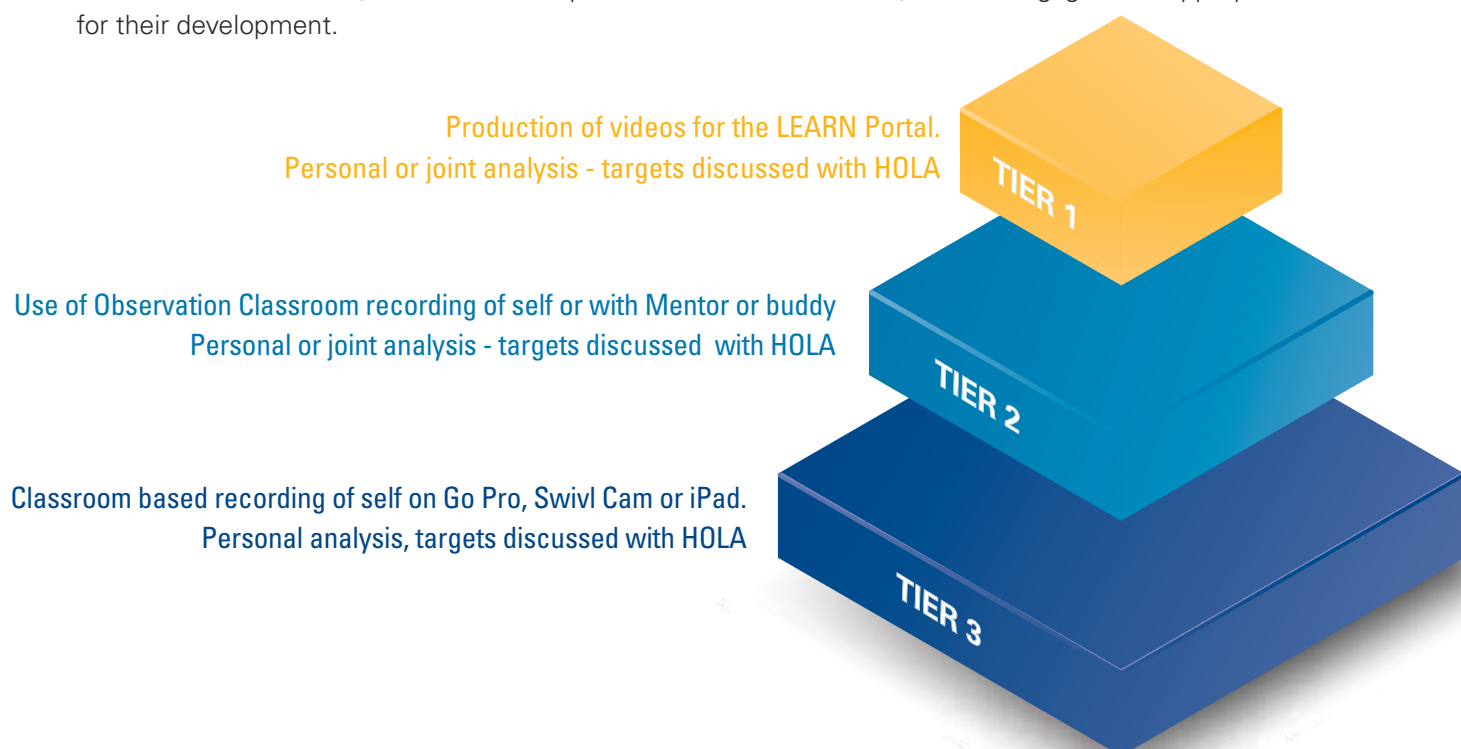 for their development.
Production of videos for the LEARN Portal.
Personal or joint analysis - targets discussed with HOLA
TIER 1
Use of Observation Classroom recording of self or with Mentor or buddy
Personal or joint analysis - targets discussed with HOLA
TIER 2
Classroom based recording of self on Go Pro, Swivl Cam or iPad.
Personal analysis, targets discussed with HOLA
TIER 3